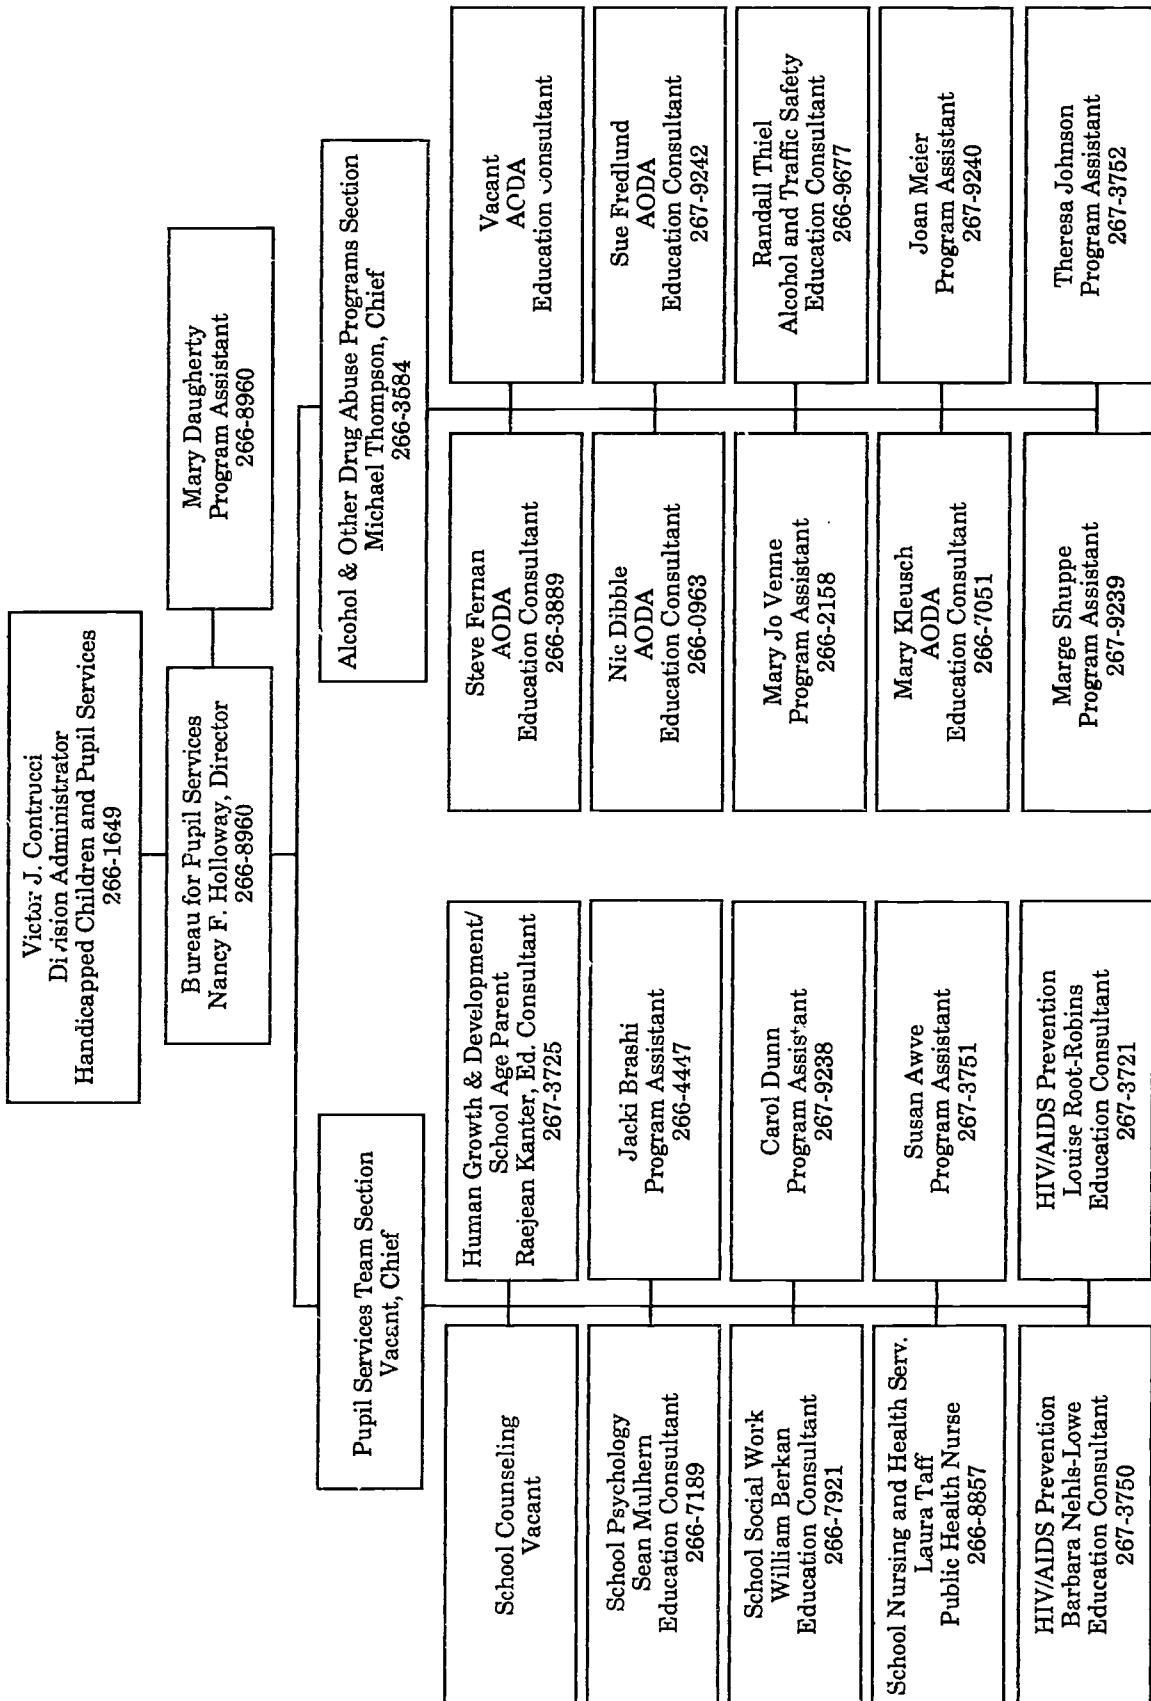 Victor J. Contrucci
Division Administrator
Handicapped Children and Pupil Services
266-1649
Bureau for Pupil Services
Nancy F. Holloway, Director
266-8960
Mary Daugherty
Program Assistant
266-8960
Pupil Services Team Section
Vacant, Chief
School Counseling
Vacant
Human Growth & Development/
School Age Parent
Raejean Kanter, Ed. Consultant
267-3725
School Psychology
Sean Mulhern
Education Consultant
266-7189
Jacki Brashi
Program Assistant
266-4447
School Social Work
William Berkan
Education Consultant
266-7921
Carol Dunn
Program Assistant
267-9238
School Nursing and Health Serv.
Laura Taff
Public Health Nurse
266-8857
Susan Awve
Program Assistant
267-3751
HIV/AIDS Prevention
Barbara Nehls-Lowe
Education Consultant
267-3750
HIV/AIDS Prevention
Louise Root-Robins
Education Consultant
267-3721
Alcohol & Other Drug Abuse Programs Section
Michael Thompson, Chief
266-3584
Steve Fernan
AODA
Education Consultant
266-3889
Vacant
AODA
Education Consultant
Nic Dibble
AODA
Education Consultant
266-0963
Sue Fredlund
AODA
Education Consultant
267-9242
Mary Jo Venne
Program Assistant
266-2158
Randall Thiel
Alcohol and Traffic Safety
Education Consultant
266-9677
Mary Kleusch
AODA
Education Consultant
266-7051
Joan Meier
Program Assistant
267-9240
Marge Shuppe
Program Assistant
267-9239
Theresa Johnson
Program Assistant
267-3752